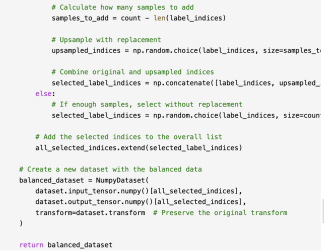 # Calculate how many samples to add
samples_to_add = count - len(label_indices)
# Upsample with replacement
upsampled_indices = np.random.choice(label_indices, size=samples_t
# Combine original and upsampled indices
selected_label_indices = np.concatenate([label_indices, upsampled_
else:
# If enough samples, select without replacement
selected_label_indices = np.random.choice(label_indices, size=coun
# Add the selected indices to the overall list
all_selected_indices.extend(selected_label_indices)
# Create a new dataset with the balanced data
balanced_dataset = NumpyDataset(
dataset.input_tensor.numpy()[all_selected_indices],
dataset.output_tensor.numpy()[all_selected_indices],
transform=dataset.transform # Preserve the original transform
)
return balanced_dataset